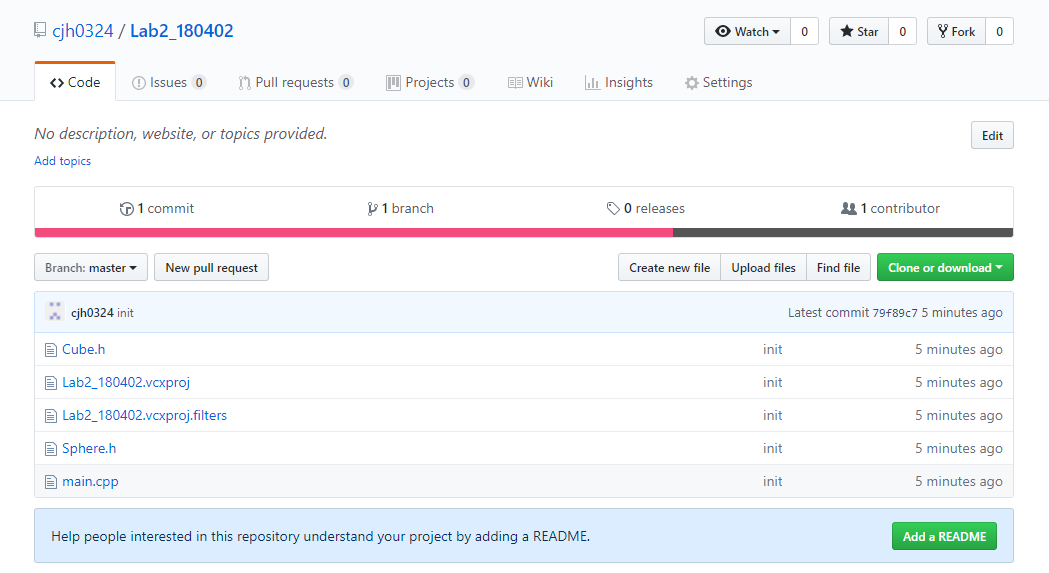 cjh0324 / Lab2_180402 Watch 0 Star 0 Fork 0
Code Issues 0 Pull requests 0 Projects 0 Wiki Insights Settings
No description, website, or topics provided. Edit
Add topics
1 commit 1 branch 0 releases 1 contributor
Branch: master New pull request Create new file Upload files Find file Clone or download
cjh0324 init Latest commit 79f89c7 5 minutes ago
Cube.h init 5 minutes ago
Lab2_180402.vcxproj init 5 minutes ago
Lab2_180402.vcxproj.filters init 5 minutes ago
Sphere.h init 5 minutes ago
main.cpp init 5 minutes ago
Help people interested in this repository understand your project by adding a README. Add a README